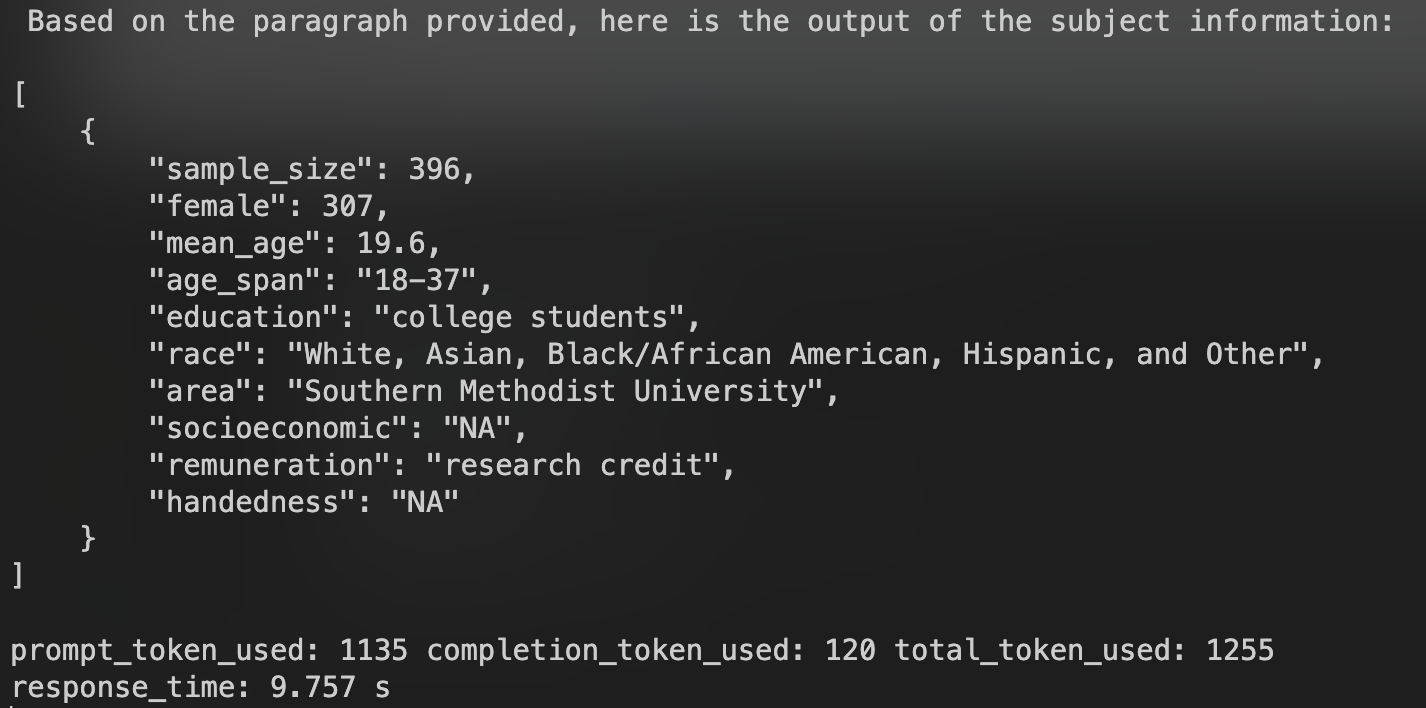 Based on the paragraph provided, here is the output of the subject information:
[
{
"sample_size": 396,
"female": 307,
"mean_age": 19.6,
"age_span": "18–37",
"education": "college students",
"race": "White, Asian, Black/African American, Hispanic, and Other",
"area": "Southern Methodist University",
"socioeconomic": "NA",
"remuneration": "research credit",
"handedness": "NA"
}
]
prompt_token_used: 1135 completion_token_used: 120 total_token_used: 1255
response_time: 9.757 s